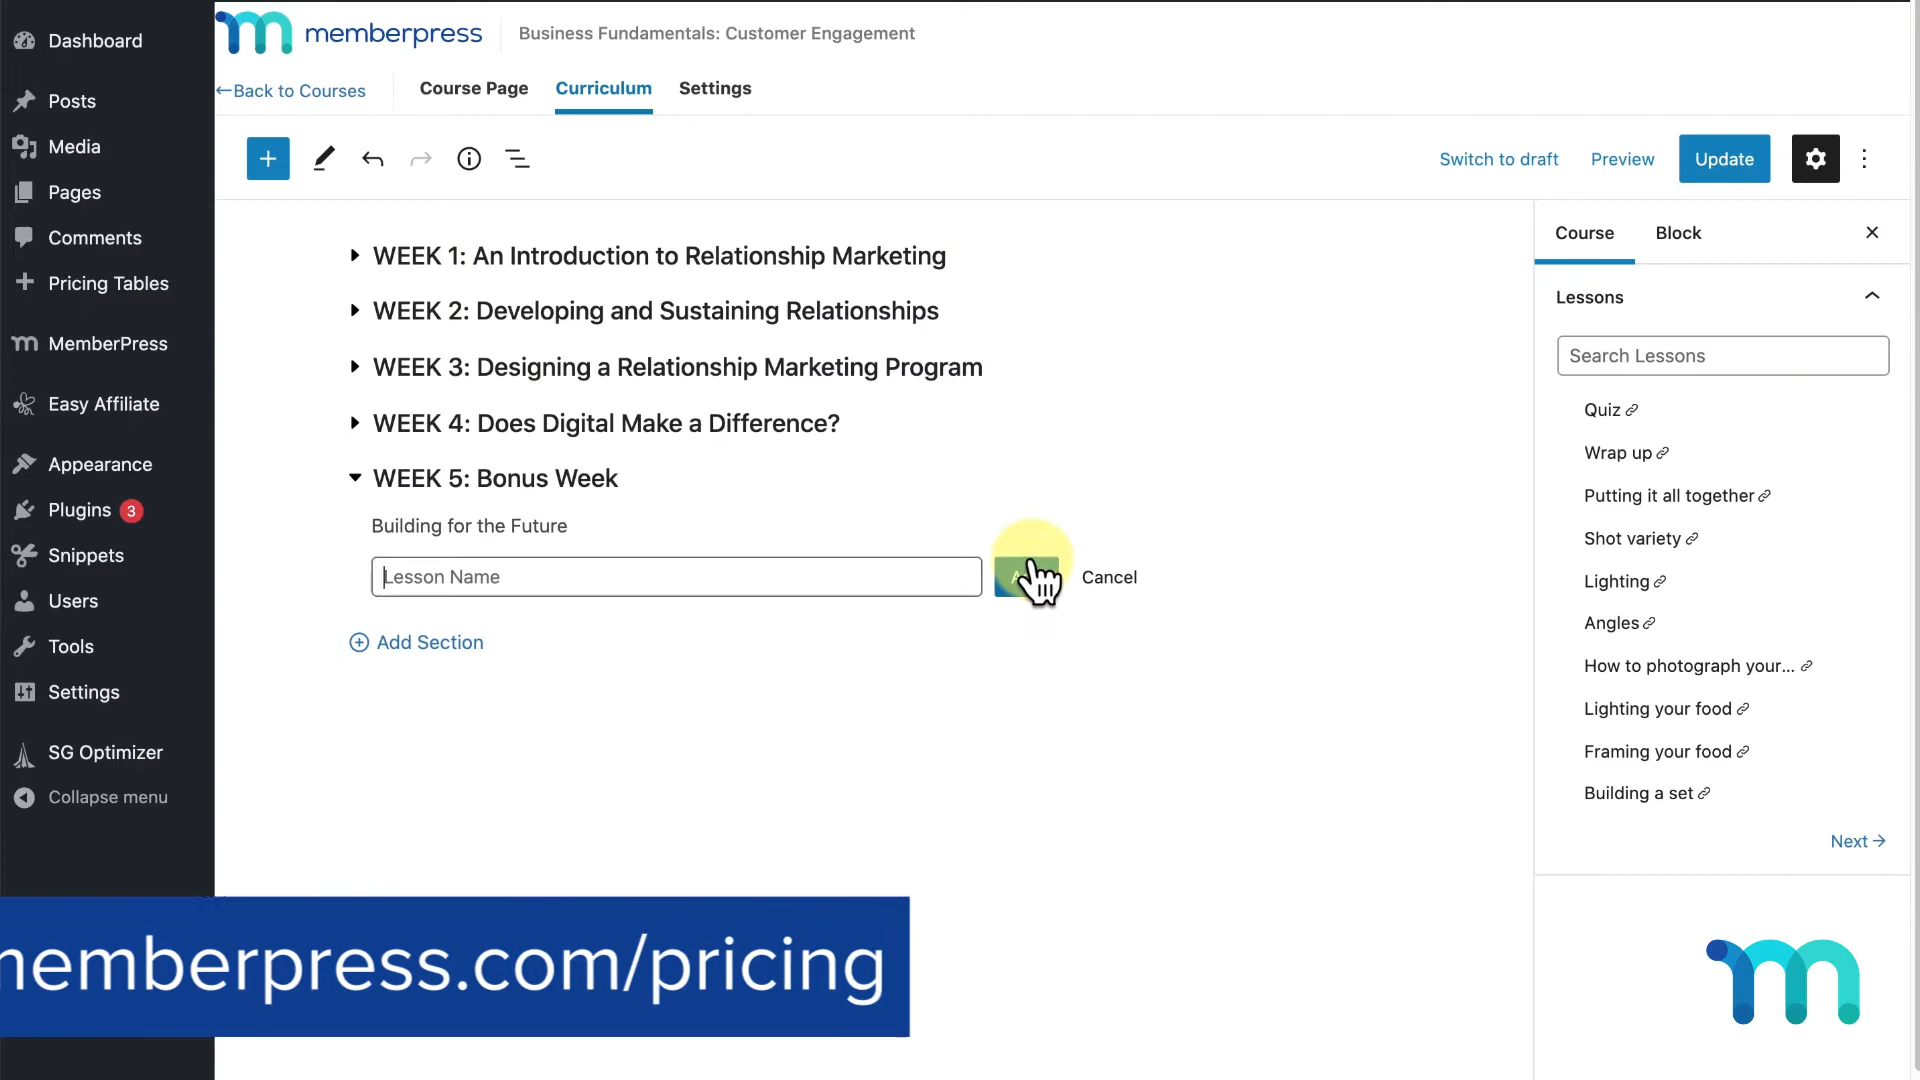 Dashboard
Posts
Media
Pages
Comments
Pricing Tables
MemberPress
Easy Affiliate
Appearance
Plugins 3
Snippets
Users
Tools
Settings
SG Optimizer
Collapse menu
memberpress
Business Fundamentals: Customer Engagement
←Back to Courses
Course Page
Curriculum
Settings
Switch to draft
Preview
Update
WEEK 1: An Introduction to Relationship Marketing
WEEK 2: Developing and Sustaining Relationships
WEEK 3: Designing a Relationship Marketing Program
WEEK 4: Does Digital Make a Difference?
WEEK 5: Bonus Week
Building for the Future
Lesson Name
Cancel
Add Section
Course
Block
Lessons
Search Lessons
Quiz
Wrap up
Putting it all together
Shot variety
Lighting
Angles
How to photograph your...
Lighting your food
Framing your food
Building a set
Next →
memberpress.com/pricing